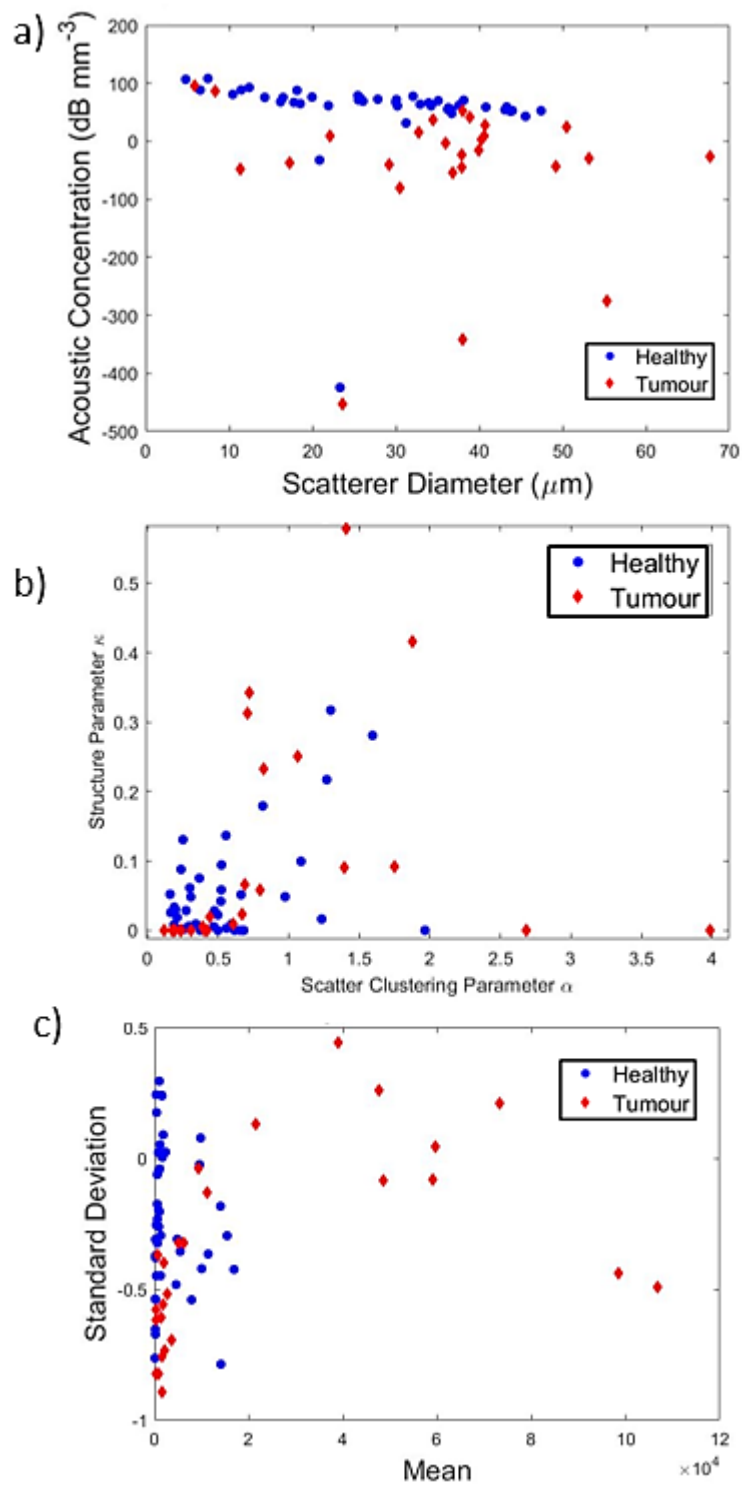 a)
Acoustic Concentration (dB mm-3)
200
100
0
-100
-200
-300
-400
-500
Healthy
Tumour
0 10 20 30 40 50 60 70
Scatterer Diameter (μm)
b)
Structure Parameter κ
0.5
0.4
0.3
0.2
0.1
0
Healthy
Tumour
0 0.5 1 1.5 2 2.5 3 3.5 4
Scatter Clustering Parameter α
c)
Standard Deviation
0.5
0
-0.5
-1
Healthy
Tumour
0 2 4 6 8 10 12
×10⁴
Mean